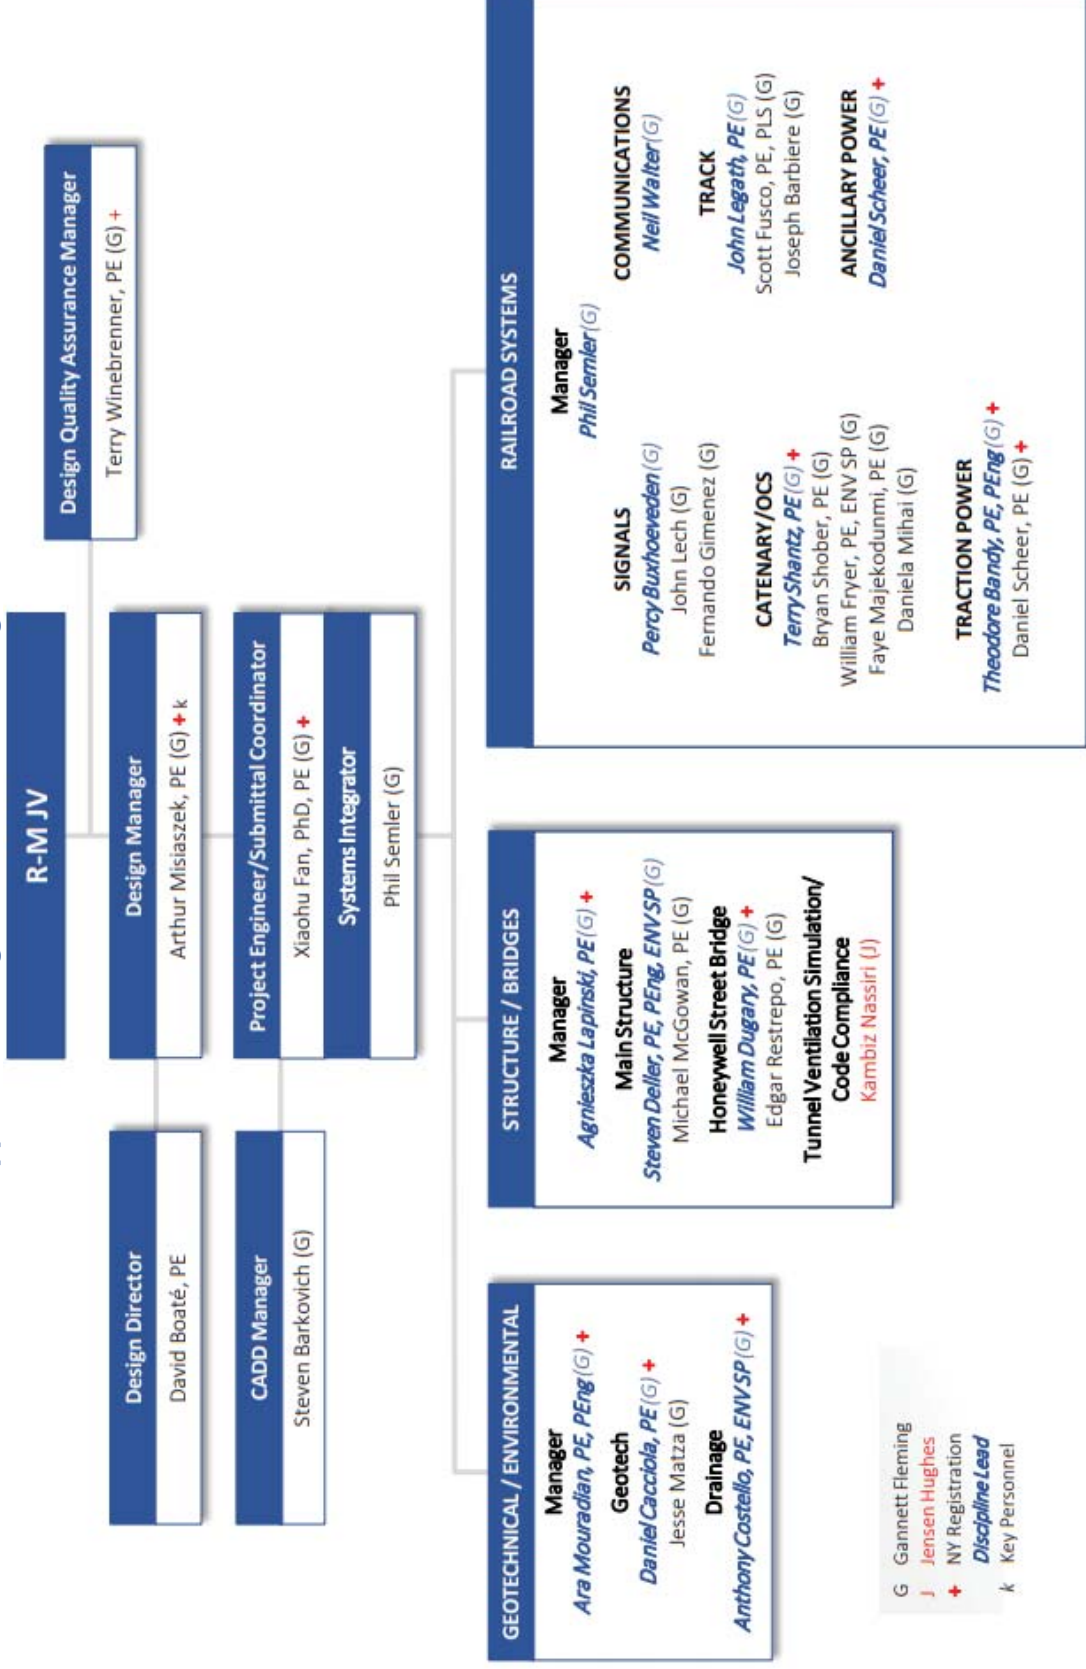 R-M JV
Design Quality Assurance Manager
Terry Winebrenner, PE (G) +
Design Director
David Boaté, PE
Design Manager
Arthur Misiaszek, PE (G) + k
CADD Manager
Steven Barkovich (G)
Project Engineer/Submittal Coordinator
Xiaohu Fan, PhD, PE (G) +
Systems Integrator
Phil Semler (G)
GEOTECHNICAL / ENVIRONMENTAL
Manager
Ara Mouradian, PE, PEng (G) +
Geotech
Daniel Cacciola, PE (G) +
Jesse Matza (G)
Drainage
Anthony Costello, PE, ENV SP (G) +
STRUCTURE / BRIDGES
Manager
Agnieszka Lapinski, PE (G) +
Main Structure
Steven Deller, PE, PEng, ENV SP (G)
Michael McGowan, PE (G)
Honeywell Street Bridge
William Dugary, PE (G) +
Edgar Restrepo, PE (G)
Tunnel Ventilation Simulation/
Code Compliance
Kambiz Nassiri (J)
RAILROAD SYSTEMS
Manager
Phil Semler (G)
SIGNALS
Percy Buxhoeveden (G)
John Lech (G)
Fernando Gimenez (G)
CATENARY/OCS
Terry Shantz, PE (G) +
Bryan Shober, PE (G)
William Fryer, PE, ENV SP (G)
Faye Majekodunmi, PE (G)
Daniela Mihai (G)
TRACTION POWER
Theodore Bandy, PE, PEng (G) +
Daniel Scheer, PE (G) +
COMMUNICATIONS
Neil Walter (G)
TRACK
John Legath, PE (G)
Scott Fusco, PE, PLS (G)
Joseph Barbiere (G)
ANCILLARY POWER
Daniel Scheer, PE (G) +
G Gannett Fleming
J Jensen Hughes
+ NY Registration
Discipline Lead
k Key Personnel